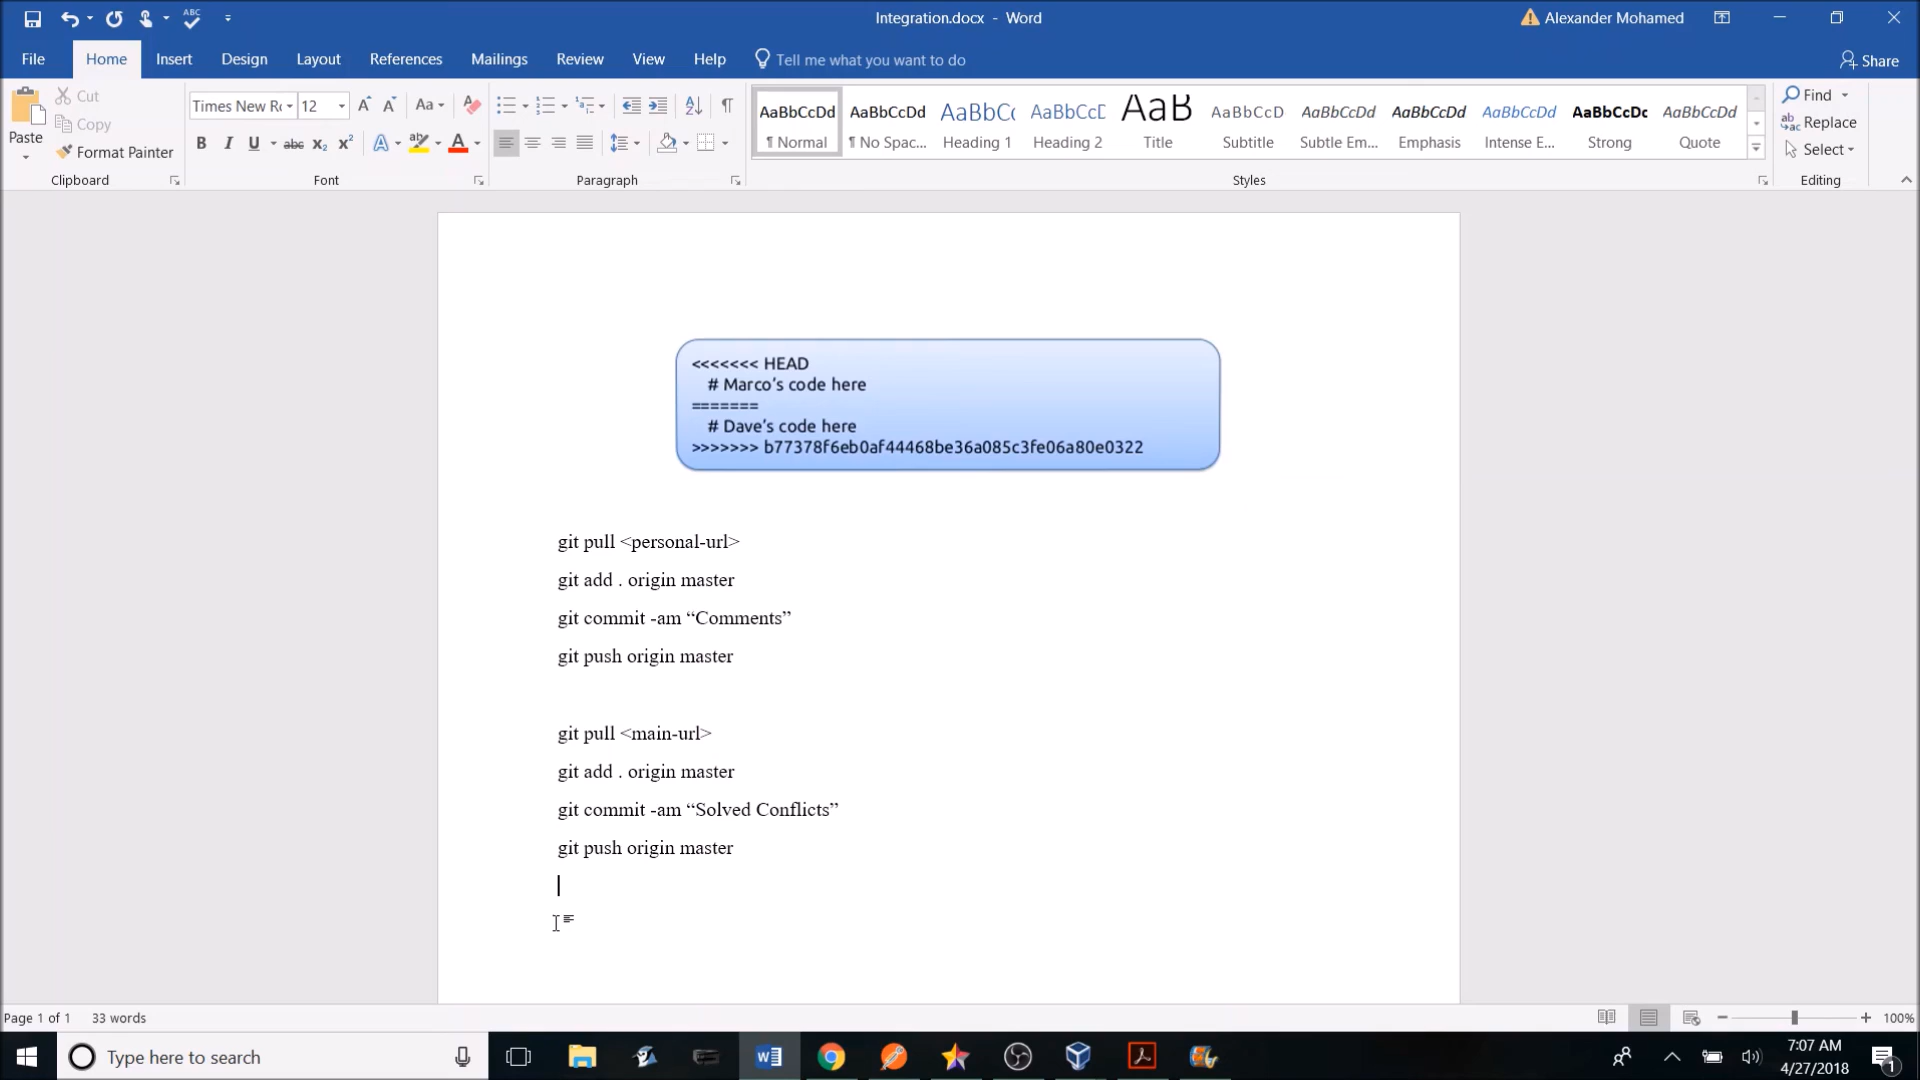 ABC
Integration.docx - Word
Alexander Mohamed
File
Home
Insert
Design
Layout
References
Mailings
Review
View
Help
Tell me what you want to do
Share
Paste
Cut
Copy
Format Painter
Clipboard
Times New Ro
12
Aa
B I U abc x₂ x²
A
A
Font
Paragraph
AaBbCcDd
¶ Normal
AaBbCcDd
¶ No Spac...
AaBbCc
Heading 1
AaBbCcD
Heading 2
AaB
Title
AaBbCcD
Subtitle
AaBbCcDd
Subtle Em...
AaBbCcDd
Emphasis
AaBbCcDd
Intense E...
AaBbCcDc
Strong
AaBbCcDd
Quote
Styles
Find
Replace
Select
Editing
<<<<<<< HEAD
# Marco's code here
=======
# Dave's code here
>>>>>>> b77378f6eb0af44468be36a085c3fe06a80e0322
git pull <personal-url>
git add . origin master
git commit -am “Comments”
git push origin master
git pull <main-url>
git add . origin master
git commit -am “Solved Conflicts”
git push origin master
Page 1 of 1
33 words
100%
Type here to search
7:07 AM
4/27/2018
1